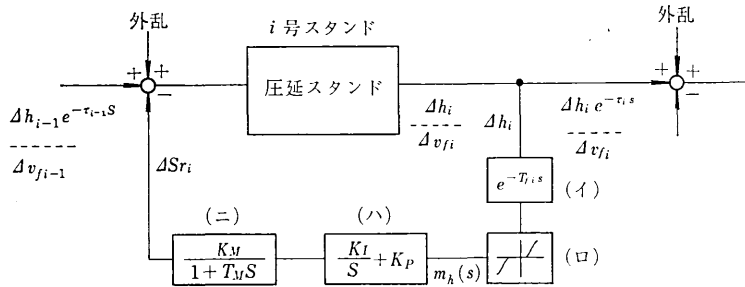 外乱
i 号スタンド
外乱
圧延スタンド
+
+
−
+
+
−
Δh_{i-1} e^{-τ_{i-1}S}
Δv_{fi-1}
Δh_i
Δv_{fi}
Δh_i
Δh_i e^{-τ_i s}
Δv_{fi}
ΔSr_i
e^{-T_{fi} s}
(イ)
(ニ)
(ハ)
K_M
1+T_M S
K_I
S
+K_P
m_h(s)
(ロ)